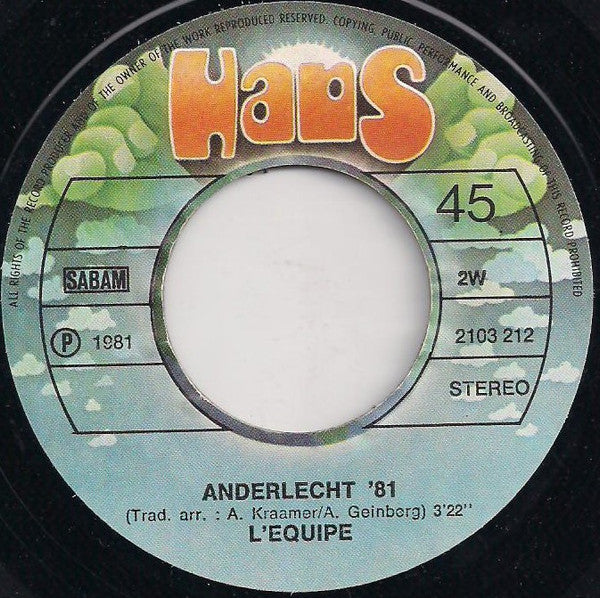 ALL RIGHTS OF THE RECORD PRODUCER AND OF THE OWNER OF THE WORK REPRODUCED RESERVED. COPYING, PUBLIC PERFORMANCE AND BROADCASTING OF THIS RECORD PROHIBITED
Haos
45
SABAM
2W
P 1981
2103 212
STEREO
ANDERLECHT '81
(Trad. arr. : A. Kraamer/A. Geinberg) 3'22"
L'EQUIPE